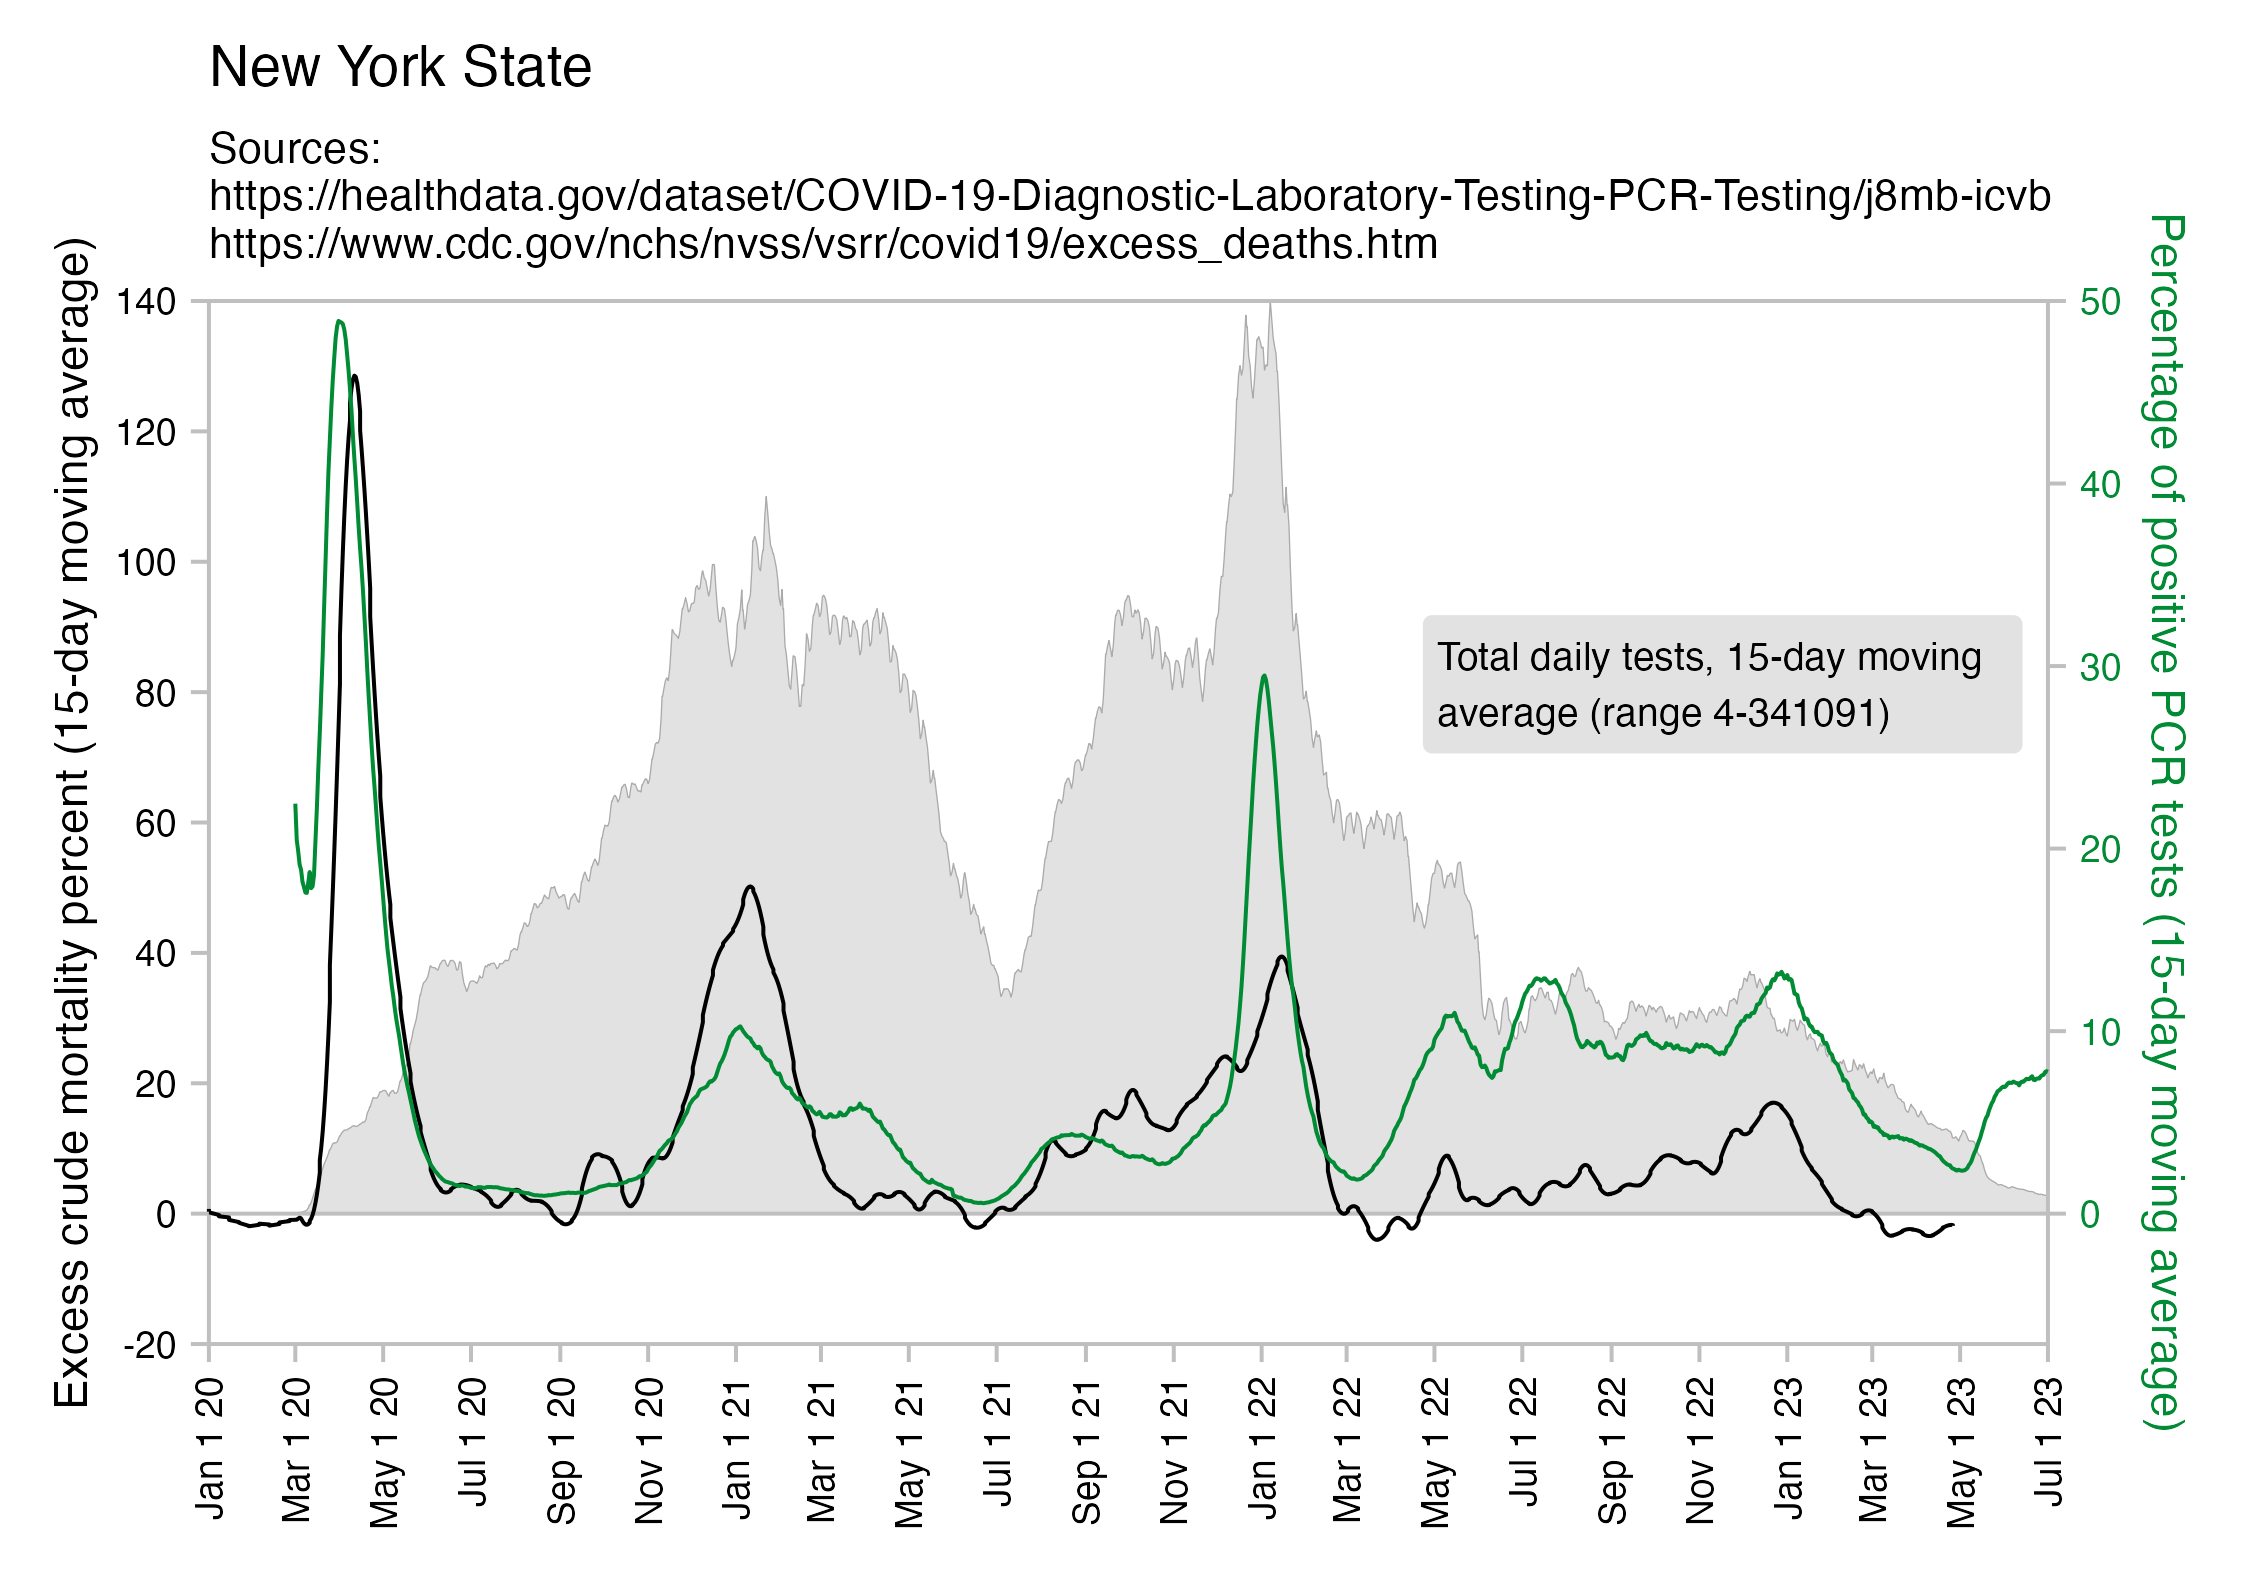 New York State
Sources:
https://healthdata.gov/dataset/COVID-19-Diagnostic-Laboratory-Testing-PCR-Testing/j8mb-icvb
https://www.cdc.gov/nchs/nvss/vsrr/covid19/excess_deaths.htm
Excess crude mortality percent (15-day moving average)
140
120
100
80
60
40
20
0
-20
Total daily tests, 15-day moving
average (range 4-341091)
50
40
30
20
10
0
Percentage of positive PCR tests (15-day moving average)
Jan 1 20
Mar 1 20
May 1 20
Jul 1 20
Sep 1 20
Nov 1 20
Jan 1 21
Mar 1 21
May 1 21
Jul 1 21
Sep 1 21
Nov 1 21
Jan 1 22
Mar 1 22
May 1 22
Jul 1 22
Sep 1 22
Nov 1 22
Jan 1 23
Mar 1 23
May 1 23
Jul 1 23